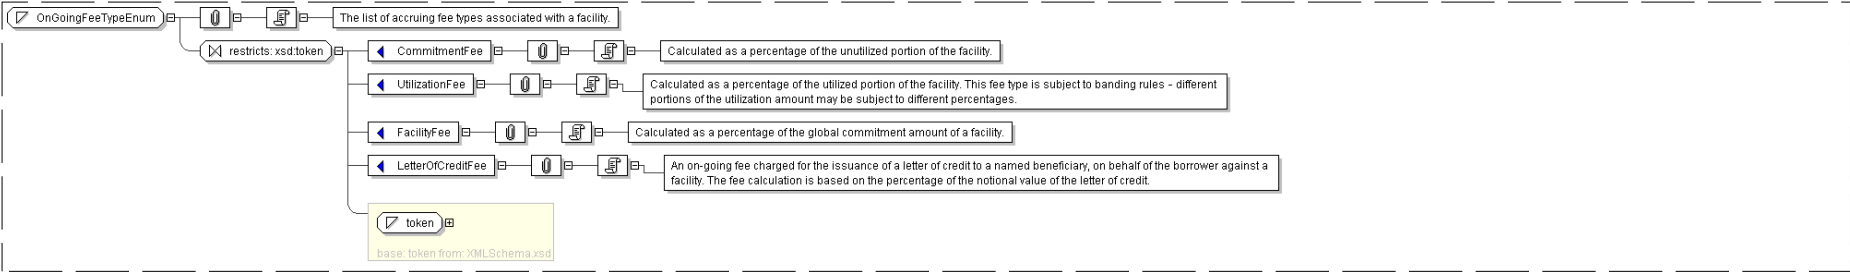 OnGoingFeeTypeEnum
The list of accruing fee types associated with a facility.
restricts: xsd:token
CommitmentFee
Calculated as a percentage of the unutilized portion of the facility.
UtilizationFee
Calculated as a percentage of the utilized portion of the facility. This fee type is subject to banding rules - different
portions of the utilization amount may be subject to different percentages.
FacilityFee
Calculated as a percentage of the global commitment amount of a facility.
LetterOfCreditFee
An on-going fee charged for the issuance of a letter of credit to a named beneficiary, on behalf of the borrower against a
facility. The fee calculation is based on the percentage of the notional value of the letter of credit.
token
base: token from: XMLSchema.xsd